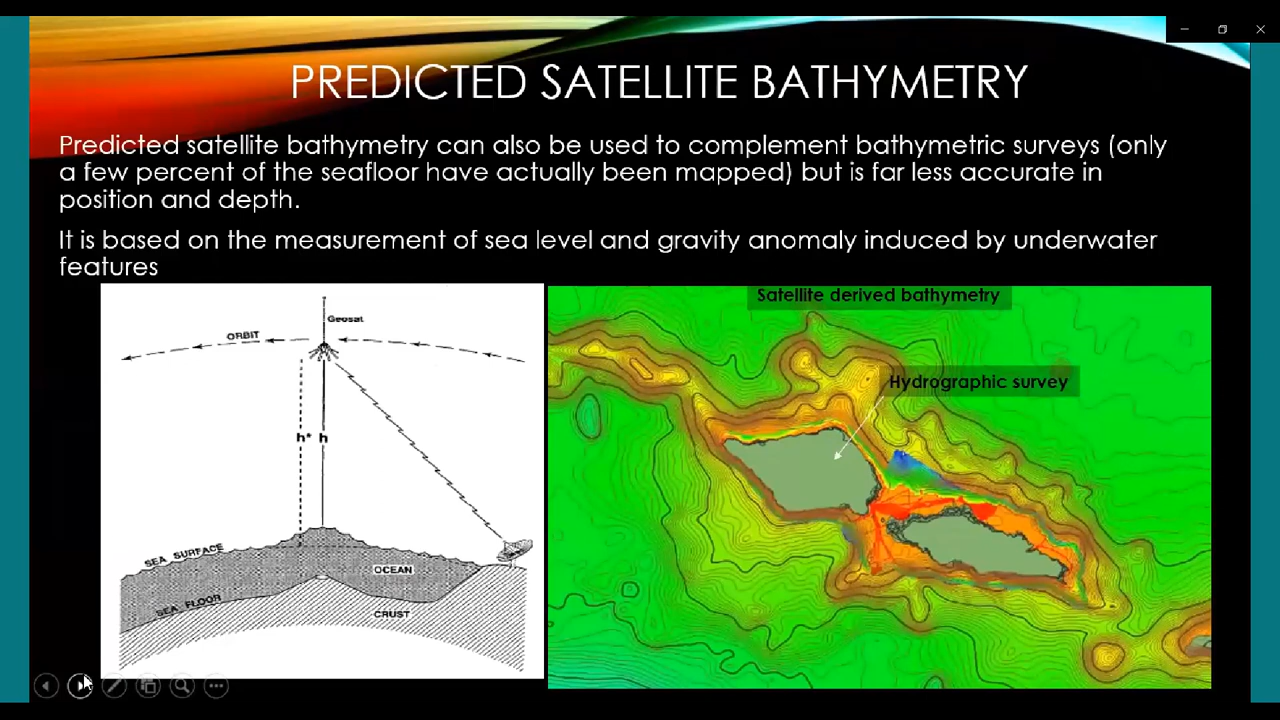 PREDICTED SATELLITE BATHYMETRY
Predicted satellite bathymetry can also be used to complement bathymetric surveys (only
a few percent of the seafloor have actually been mapped) but is far less accurate in
position and depth.
It is based on the measurement of sea level and gravity anomaly induced by underwater
features
Geosat
ORBIT
h* h
SEA SURFACE
OCEAN
SEA FLOOR
CRUST
Satellite derived bathymetry
Hydrographic survey